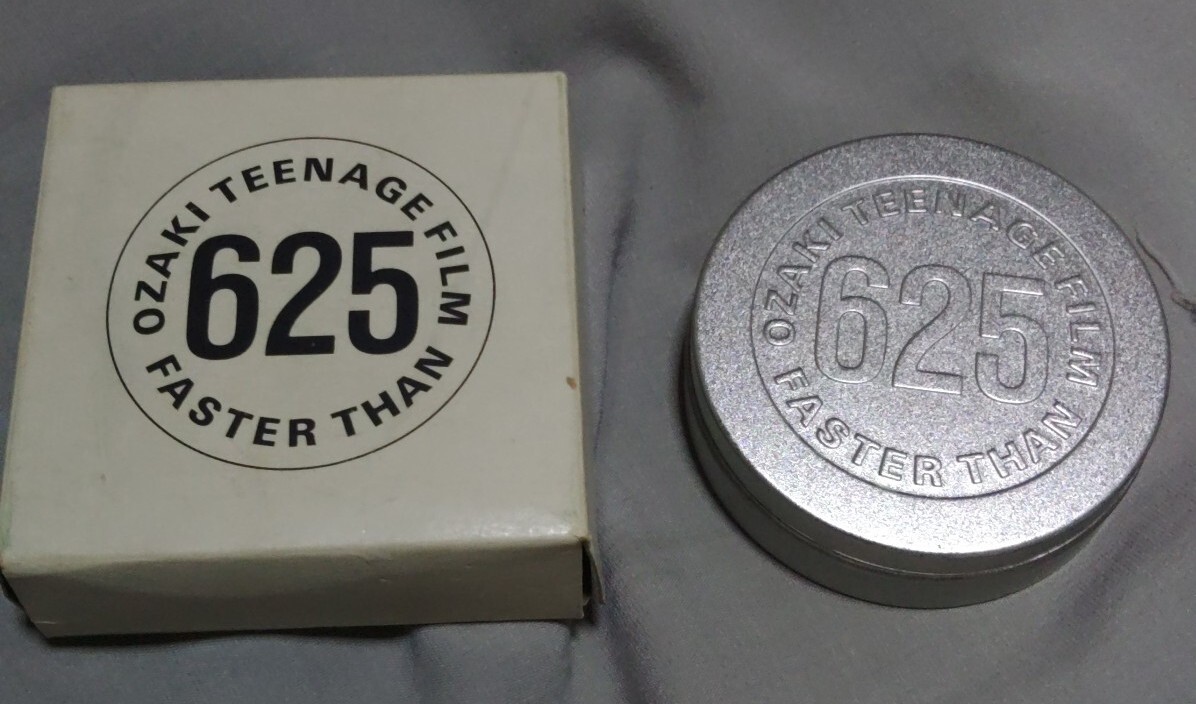 OZAKI TEENAGE FILM
625
FASTER THAN
OZAKI TEENAGE FILM
625
FASTER THAN